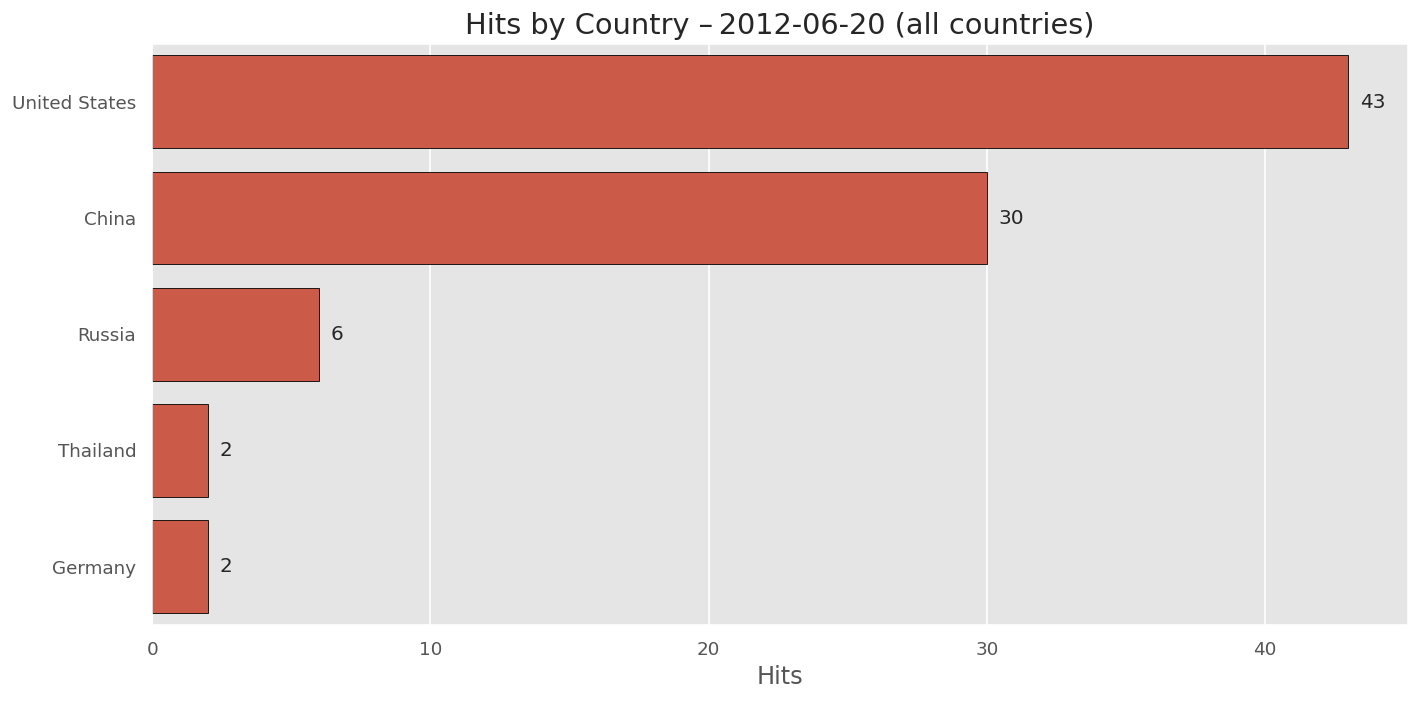 Hits by Country – 2012-06-20 (all countries)
United States 43
China 30
Russia 6
Thailand 2
Germany 2
0 10 20 30 40
Hits